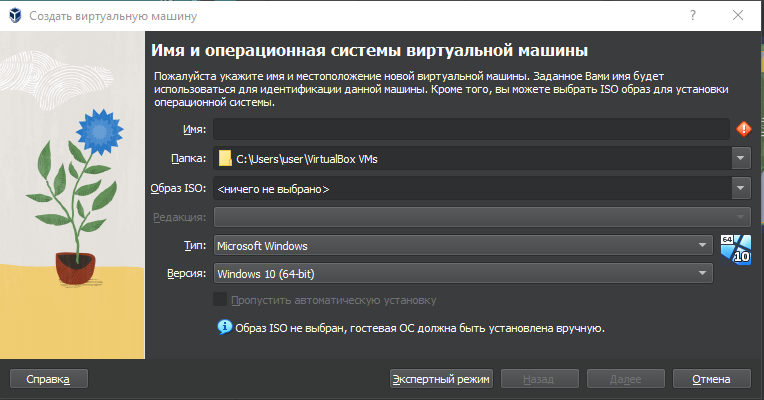 Создать виртуальную машину
Имя и операционная системы виртуальной машины
Пожалуйста укажите имя и местоположение новой виртуальной машины. Заданное Вами имя будет
использоваться для идентификации данной машины. Кроме того, вы можете выбрать ISO образ для установки
операционной системы.
Имя:
Папка: C:\Users\user\VirtualBox VMs
Образ ISO: <ничего не выбрано>
Редакция:
Тип: Microsoft Windows
64
10
Версия: Windows 10 (64-bit)
Пропустить автоматическую установку
Образ ISO не выбран, гостевая ОС должна быть установлена вручную.
Справка Экспертный режим Назад Далее Отмена